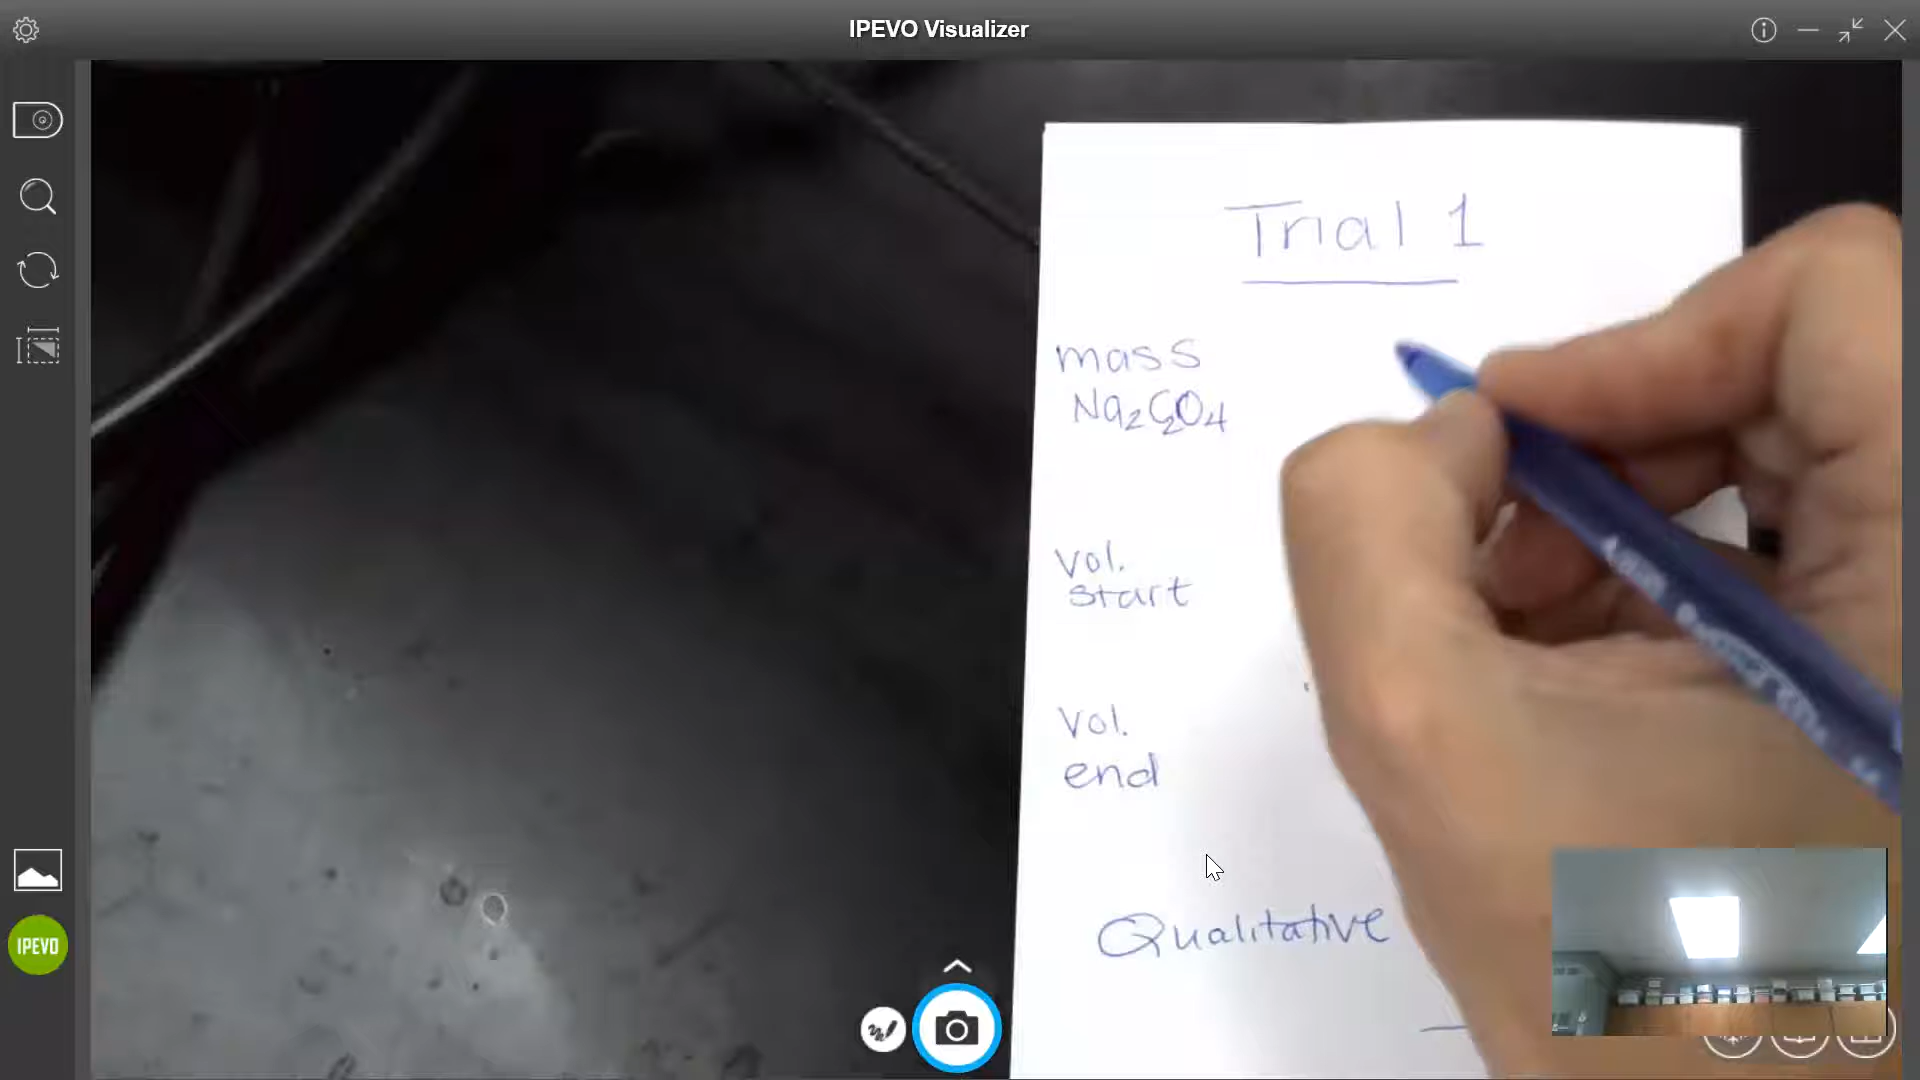 IPEVO Visualizer
Trial 1
mass
Na₂C₂O₄
Vol.
start
Vol.
end
Qualitative
IPEVO